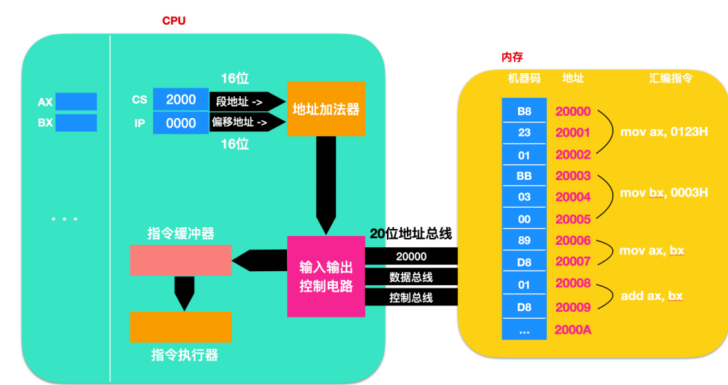 CPU
AX
BX
...
16位
CS 2000 段地址 ->
IP 0000 偏移地址 ->
16位
地址加法器
指令缓冲器
指令执行器
输入输出
控制电路
20位地址总线
20000
数据总线
控制总线
内存
机器码 地址 汇编指令
B8 20000
23 20001 mov ax, 0123H
01 20002
BB 20003
03 20004 mov bx, 0003H
00 20005
89 20006
D8 20007 mov ax, bx
01 20008
D8 20009 add ax, bx
... 2000A